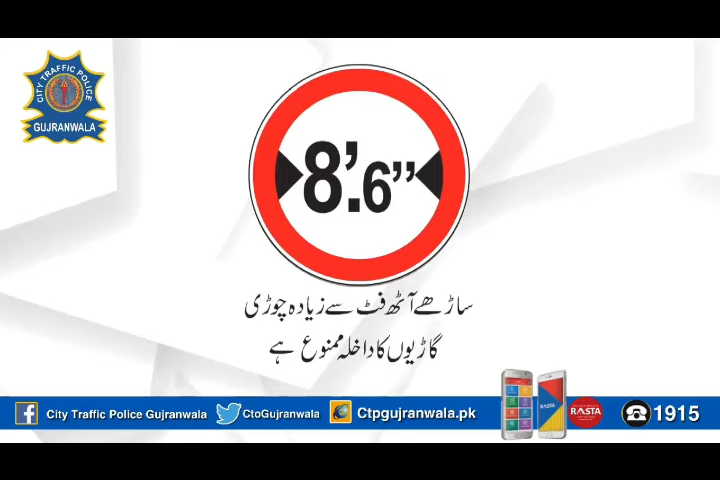 CITY TRAFFIC POLICE
GUJRANWALA
8'.6''
ساڑھے آٹھ فٹ سے زیادہ چوڑی
گاڑیوں کا داخلہ ممنوع ہے
City Traffic Police Gujranwala CtoGujranwala Ctpgujranwala.pk RASTA RASTA 1915